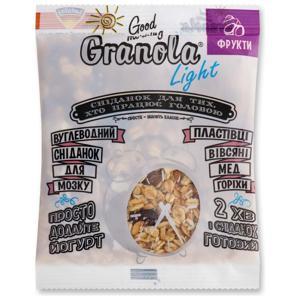 Good
morning
Granola®
Light
ФРУКТИ
СНІДАНОК ДЛЯ ТИХ,
ХТО ПРАЦЮЄ ГОЛОВОЮ
ВУГЛЕВОДНИЙ
СНІДАНОК
ДЛЯ
МОЗКУ
ПРОСТО
ДОДАЙТЕ
ЙОГУРТ
ПЛАСТІВЦІ
ВІВСЯНІ
МЕД
ГОРІХИ
2 ХВ
І СНІДАНОК
ГОТОВИЙ